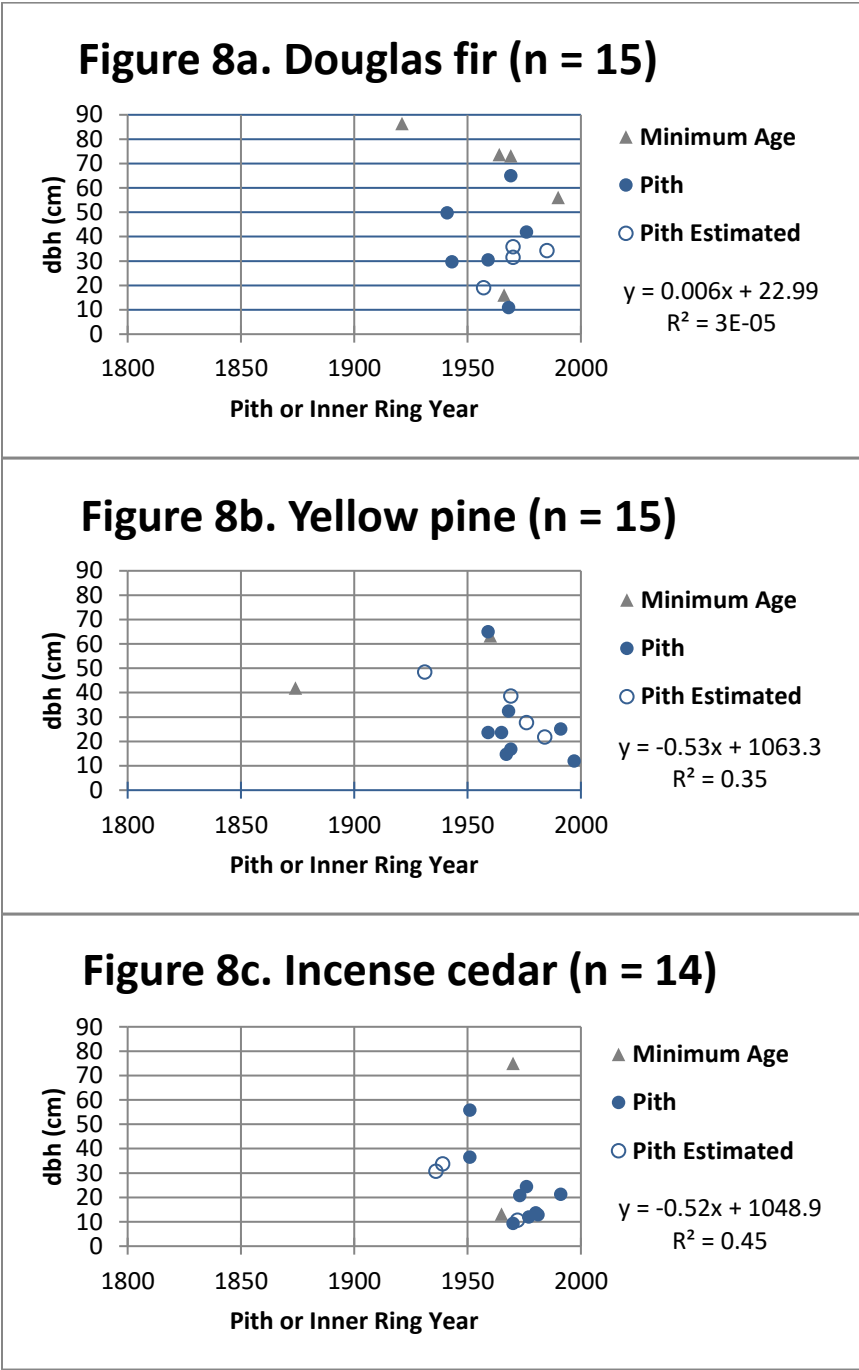 Figure 8a. Douglas fir (n = 15)
90
80
70
60
50
40
30
20
10
0
dbh (cm)
1800 1850 1900 1950 2000
Pith or Inner Ring Year
Minimum Age
Pith
Pith Estimated
y = 0.006x + 22.99
R² = 3E-05
Figure 8b. Yellow pine (n = 15)
90
80
70
60
50
40
30
20
10
0
dbh (cm)
1800 1850 1900 1950 2000
Pith or Inner Ring Year
Minimum Age
Pith
Pith Estimated
y = -0.53x + 1063.3
R² = 0.35
Figure 8c. Incense cedar (n = 14)
90
80
70
60
50
40
30
20
10
0
dbh (cm)
1800 1850 1900 1950 2000
Pith or Inner Ring Year
Minimum Age
Pith
Pith Estimated
y = -0.52x + 1048.9
R² = 0.45